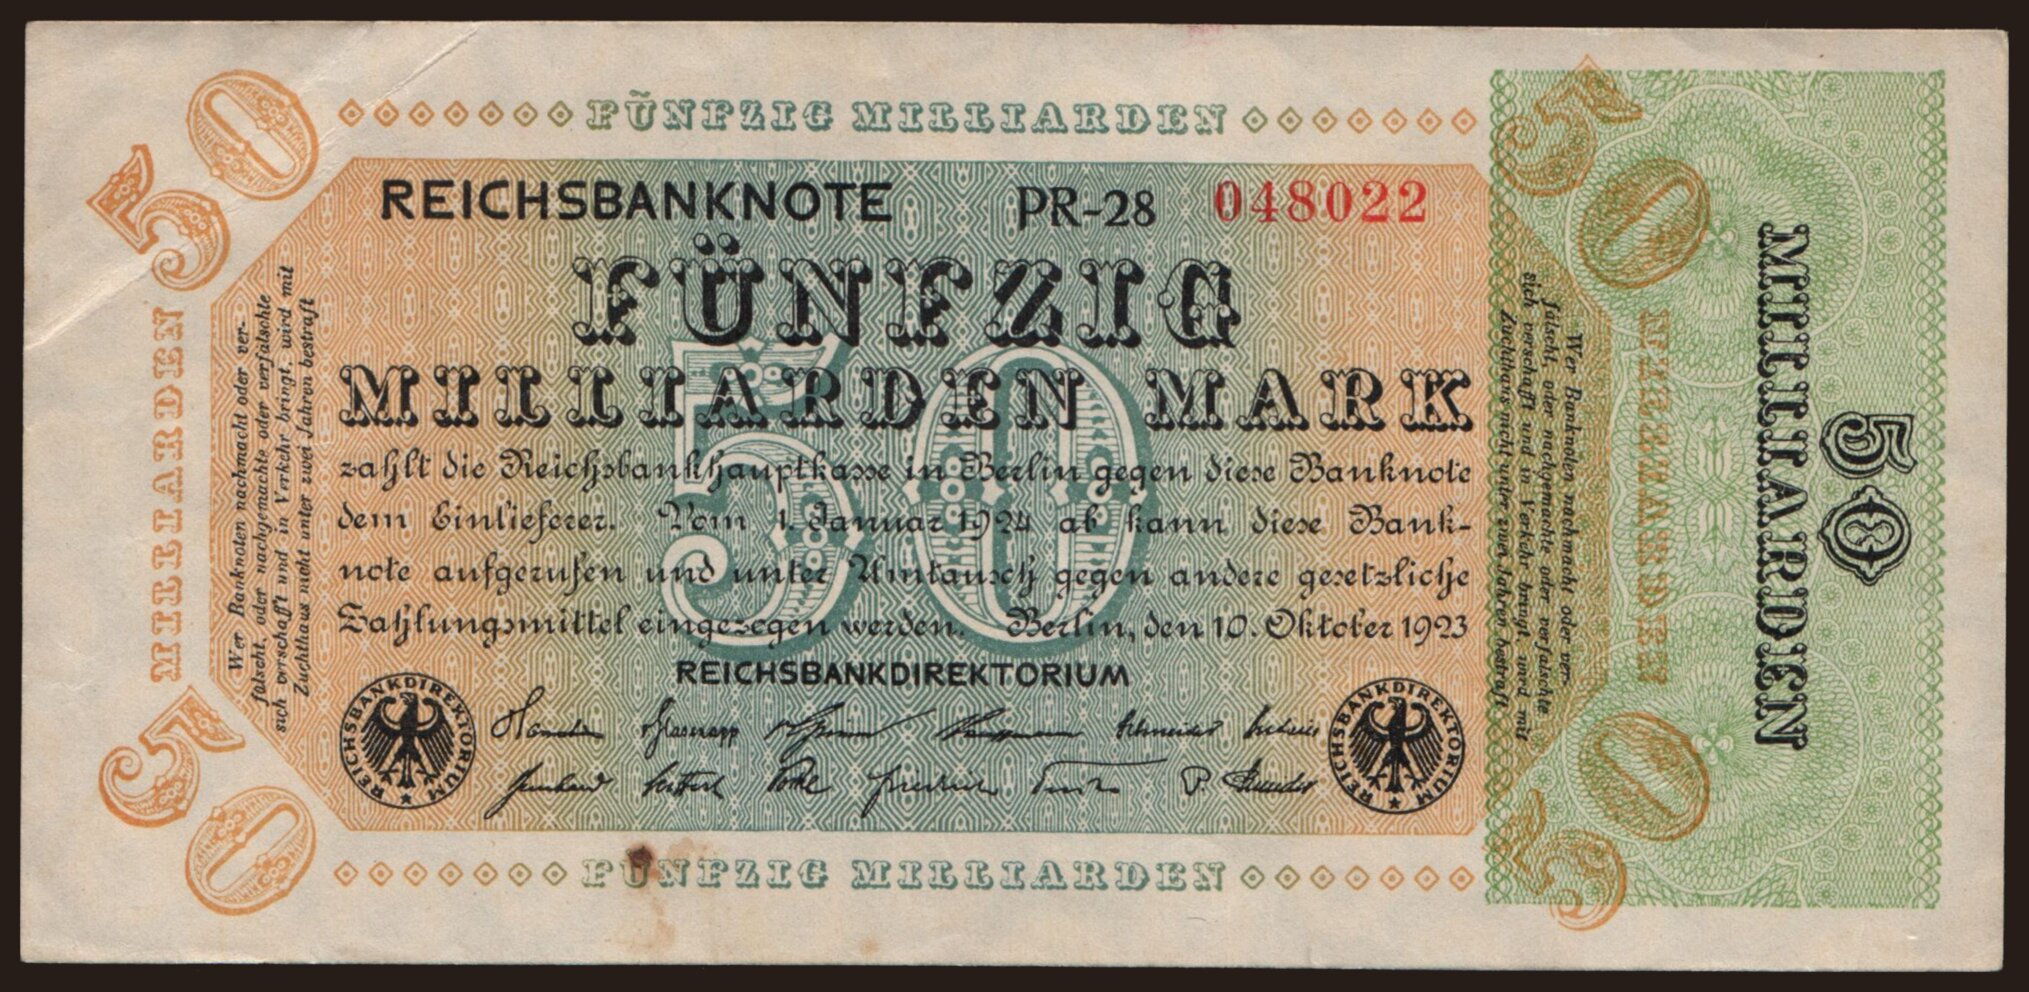 FÜNFZIG MILLIARDEN
50
MILLIARDEN
50
Wer Banknoten nachmacht oder ver-
fälscht, oder nachgemachte oder verfälschte
sich verschafft und in Verkehr bringt, wird mit
Zuchthaus nicht unter zwei Jahren bestraft
REICHSBANKNOTE PR-28 048022
FÜNFZIG
MILLIARDEN MARK
50
zahlt die Reichsbankhauptkasse in Berlin gegen diese Banknote
dem Einlieferer. Vom 1. Januar 1924 ab kann diese Bank-
note aufgerufen und unter Umtausch gegen andere gesetzliche
Zahlungsmittel eingezogen werden. Berlin, den 10. Oktober 1923
REICHSBANKDIREKTORIUM
REICHSBANKDIREKTORIUM
REICHSBANKDIREKTORIUM
FÜNFZIG MILLIARDEN
50
Wer Banknoten nachmacht oder ver-
fälscht, oder nachgemachte oder verfälschte
sich verschafft und in Verkehr bringt, wird mit
Zuchthaus nicht unter zwei Jahren bestraft
MILLIARDEN
50
50
MILLIARDEN